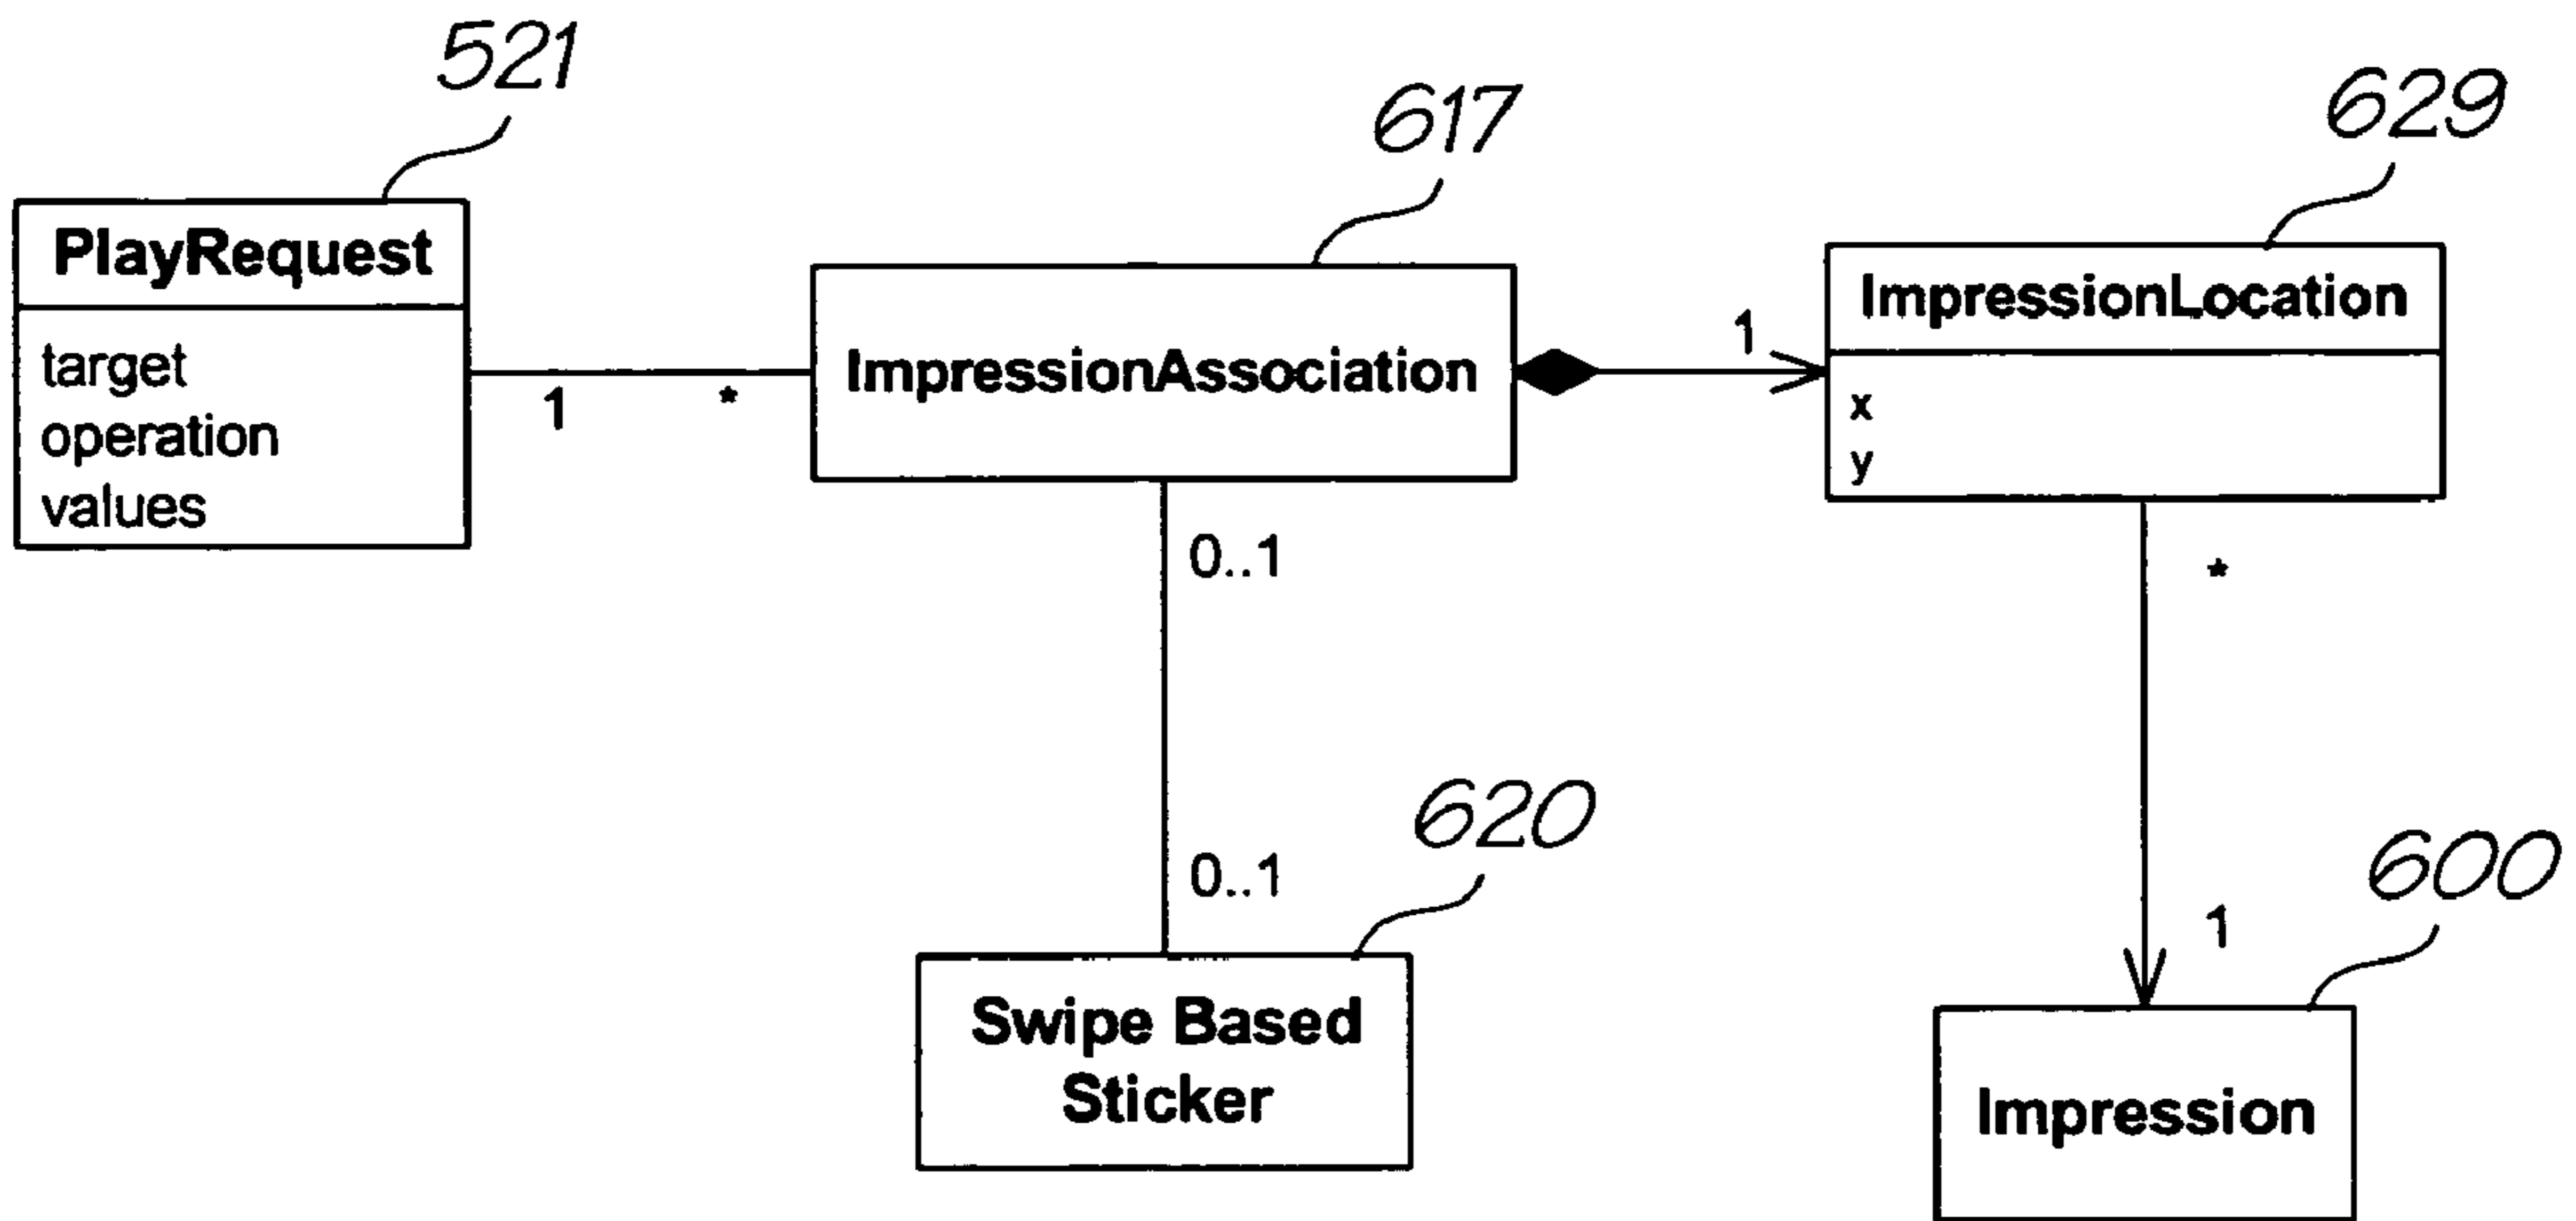 521
617
629
PlayRequest
target
operation
values
1
*
ImpressionAssociation
1
ImpressionLocation
x
y
0..1
*
0..1
620
1
600
Swipe Based
Sticker
Impression